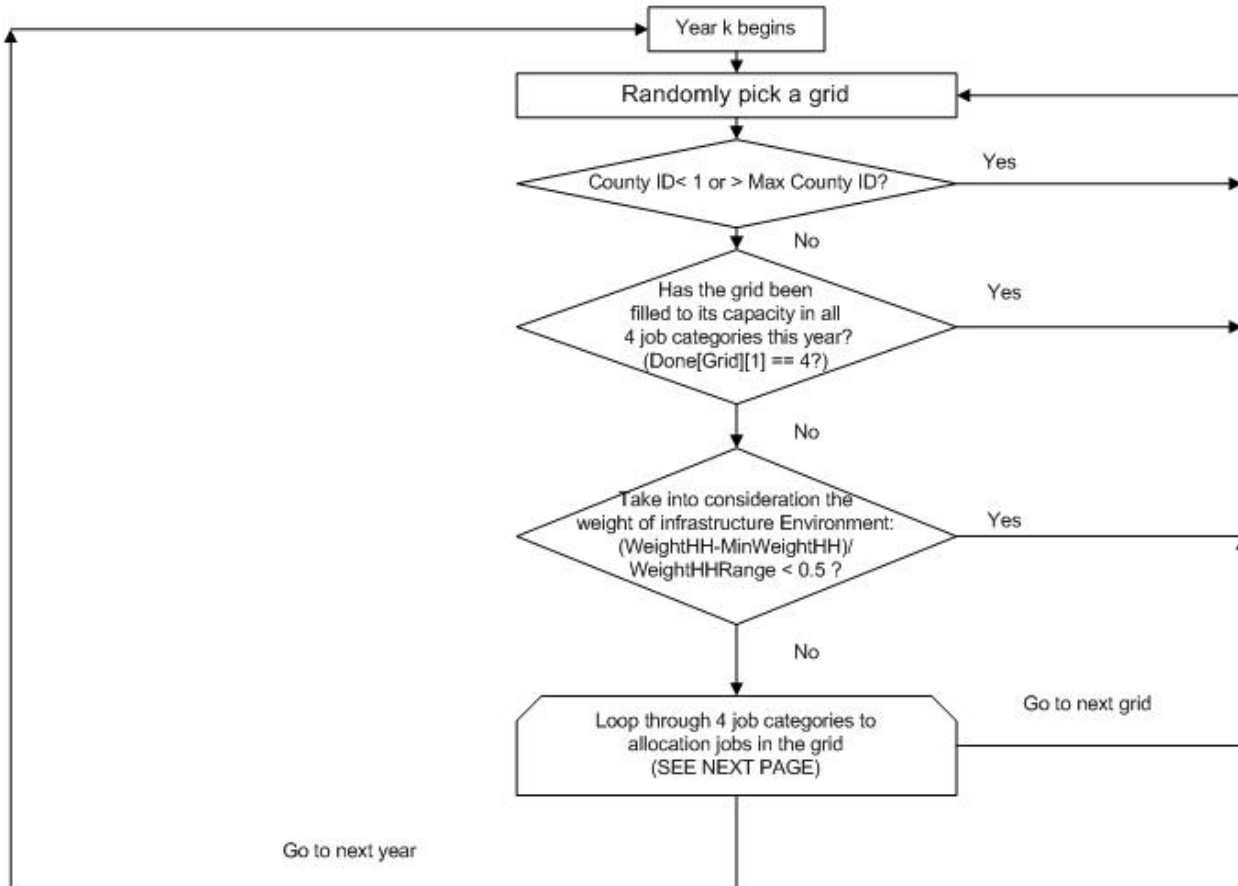 Year k begins
Randomly pick a grid
County ID< 1 or > Max County ID?
Yes
No
Has the grid been
filled to its capacity in all
4 job categories this year?
(Done[Grid][1] == 4?)
Yes
No
Take into consideration the
weight of infrastructure Environment:
(WeightHH-MinWeightHH)/
WeightHHRange < 0.5 ?
Yes
No
Loop through 4 job categories to
allocation jobs in the grid
(SEE NEXT PAGE)
Go to next grid
Go to next year